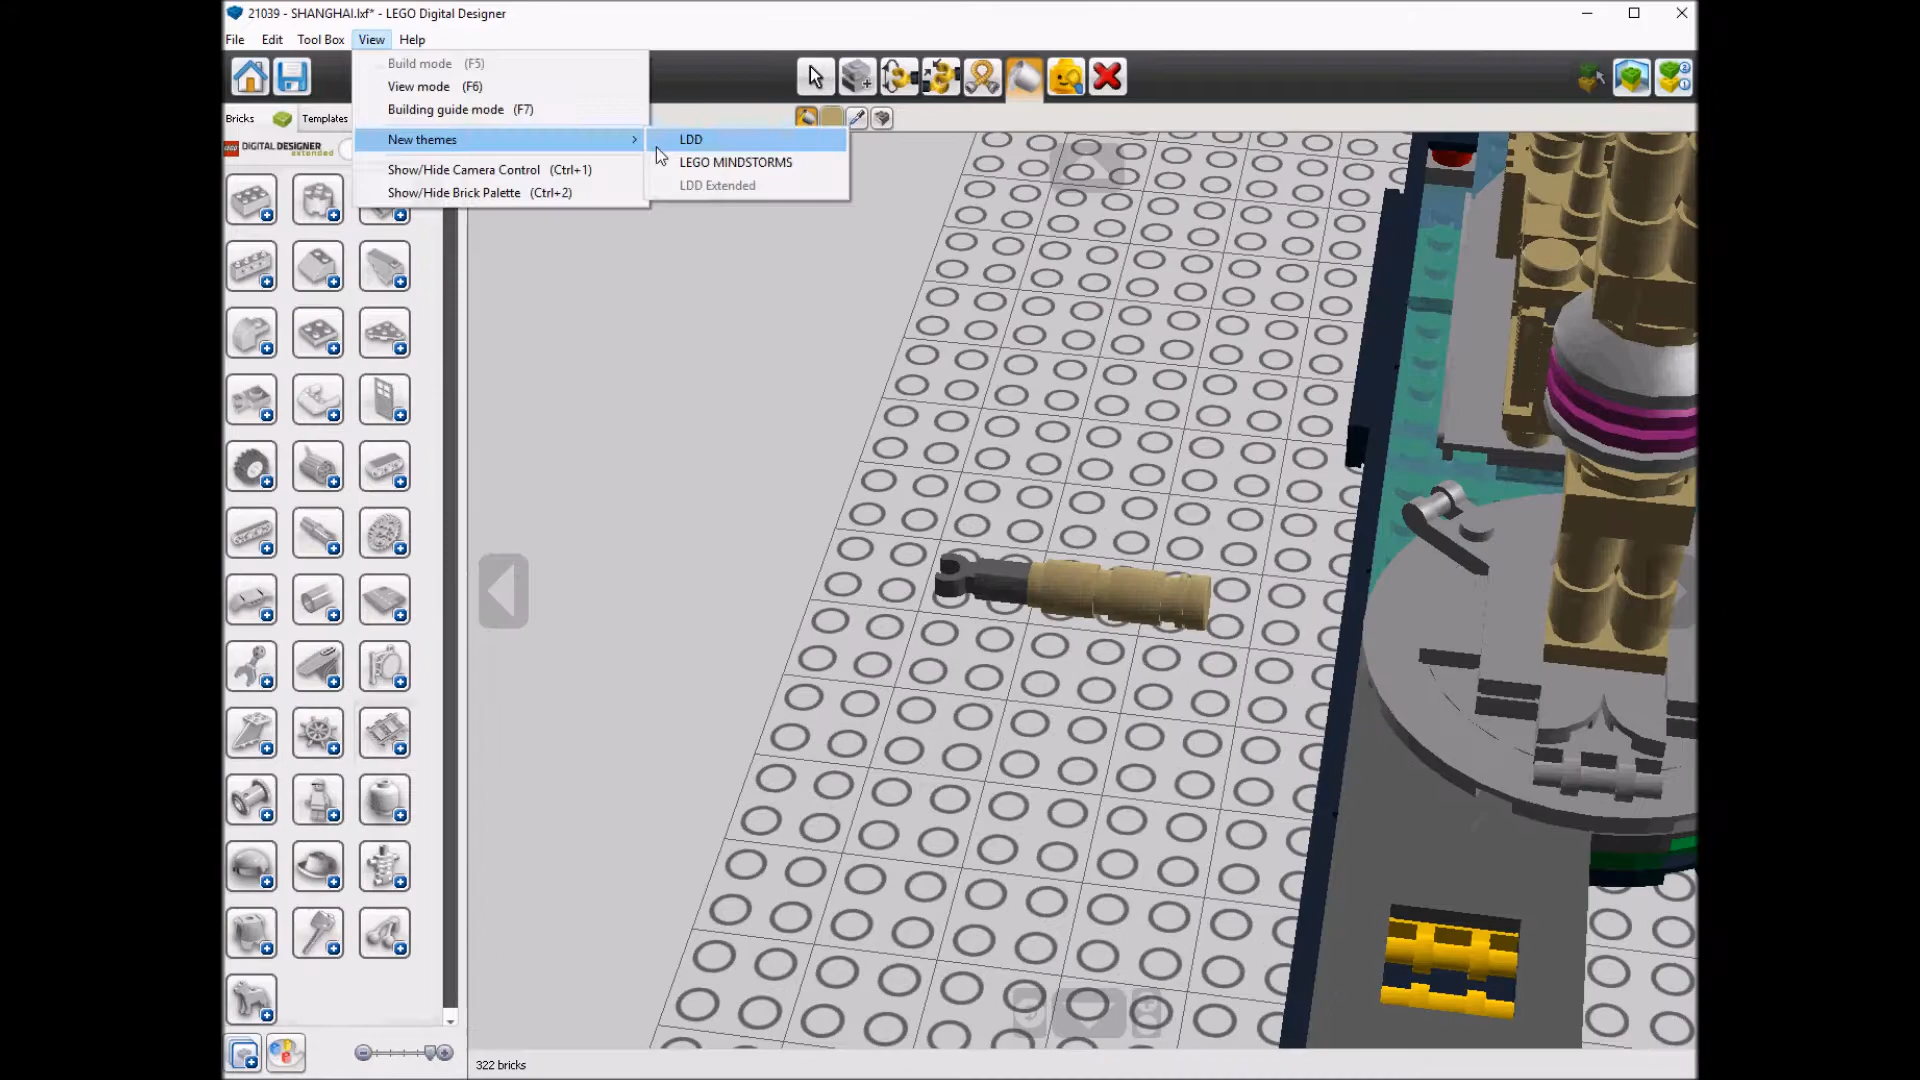 21039 - SHANGHAI.lxf* - LEGO Digital Designer
File Edit Tool Box View Help
Build mode (F5)
View mode (F6)
Building guide mode (F7)
New themes
LDD
LEGO MINDSTORMS
LDD Extended
Show/Hide Camera Control (Ctrl+1)
Show/Hide Brick Palette (Ctrl+2)
Bricks Templates
LEGO DIGITAL DESIGNER
extended
322 bricks